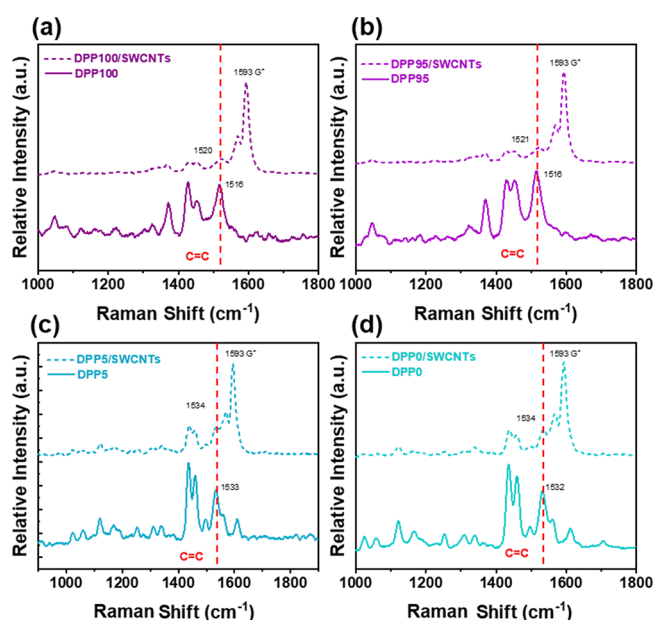 (a)
DPP100/SWCNTs
DPP100
1593 G⁺
1520
1516
C=C
Relative Intensity (a.u.)
1000 1200 1400 1600 1800
Raman Shift (cm⁻¹)
(b)
DPP95/SWCNTs
DPP95
1593 G⁺
1521
1516
C=C
Relative Intensity (a.u.)
1000 1200 1400 1600 1800
Raman Shift (cm⁻¹)
(c)
DPP5/SWCNTs
DPP5
1593 G⁺
1534
1533
C=C
Relative Intensity (a.u.)
1000 1200 1400 1600 1800
Raman Shift (cm⁻¹)
(d)
DPP0/SWCNTs
DPP0
1593 G⁺
1534
1532
C=C
Relative Intensity (a.u.)
1000 1200 1400 1600 1800
Raman Shift (cm⁻¹)